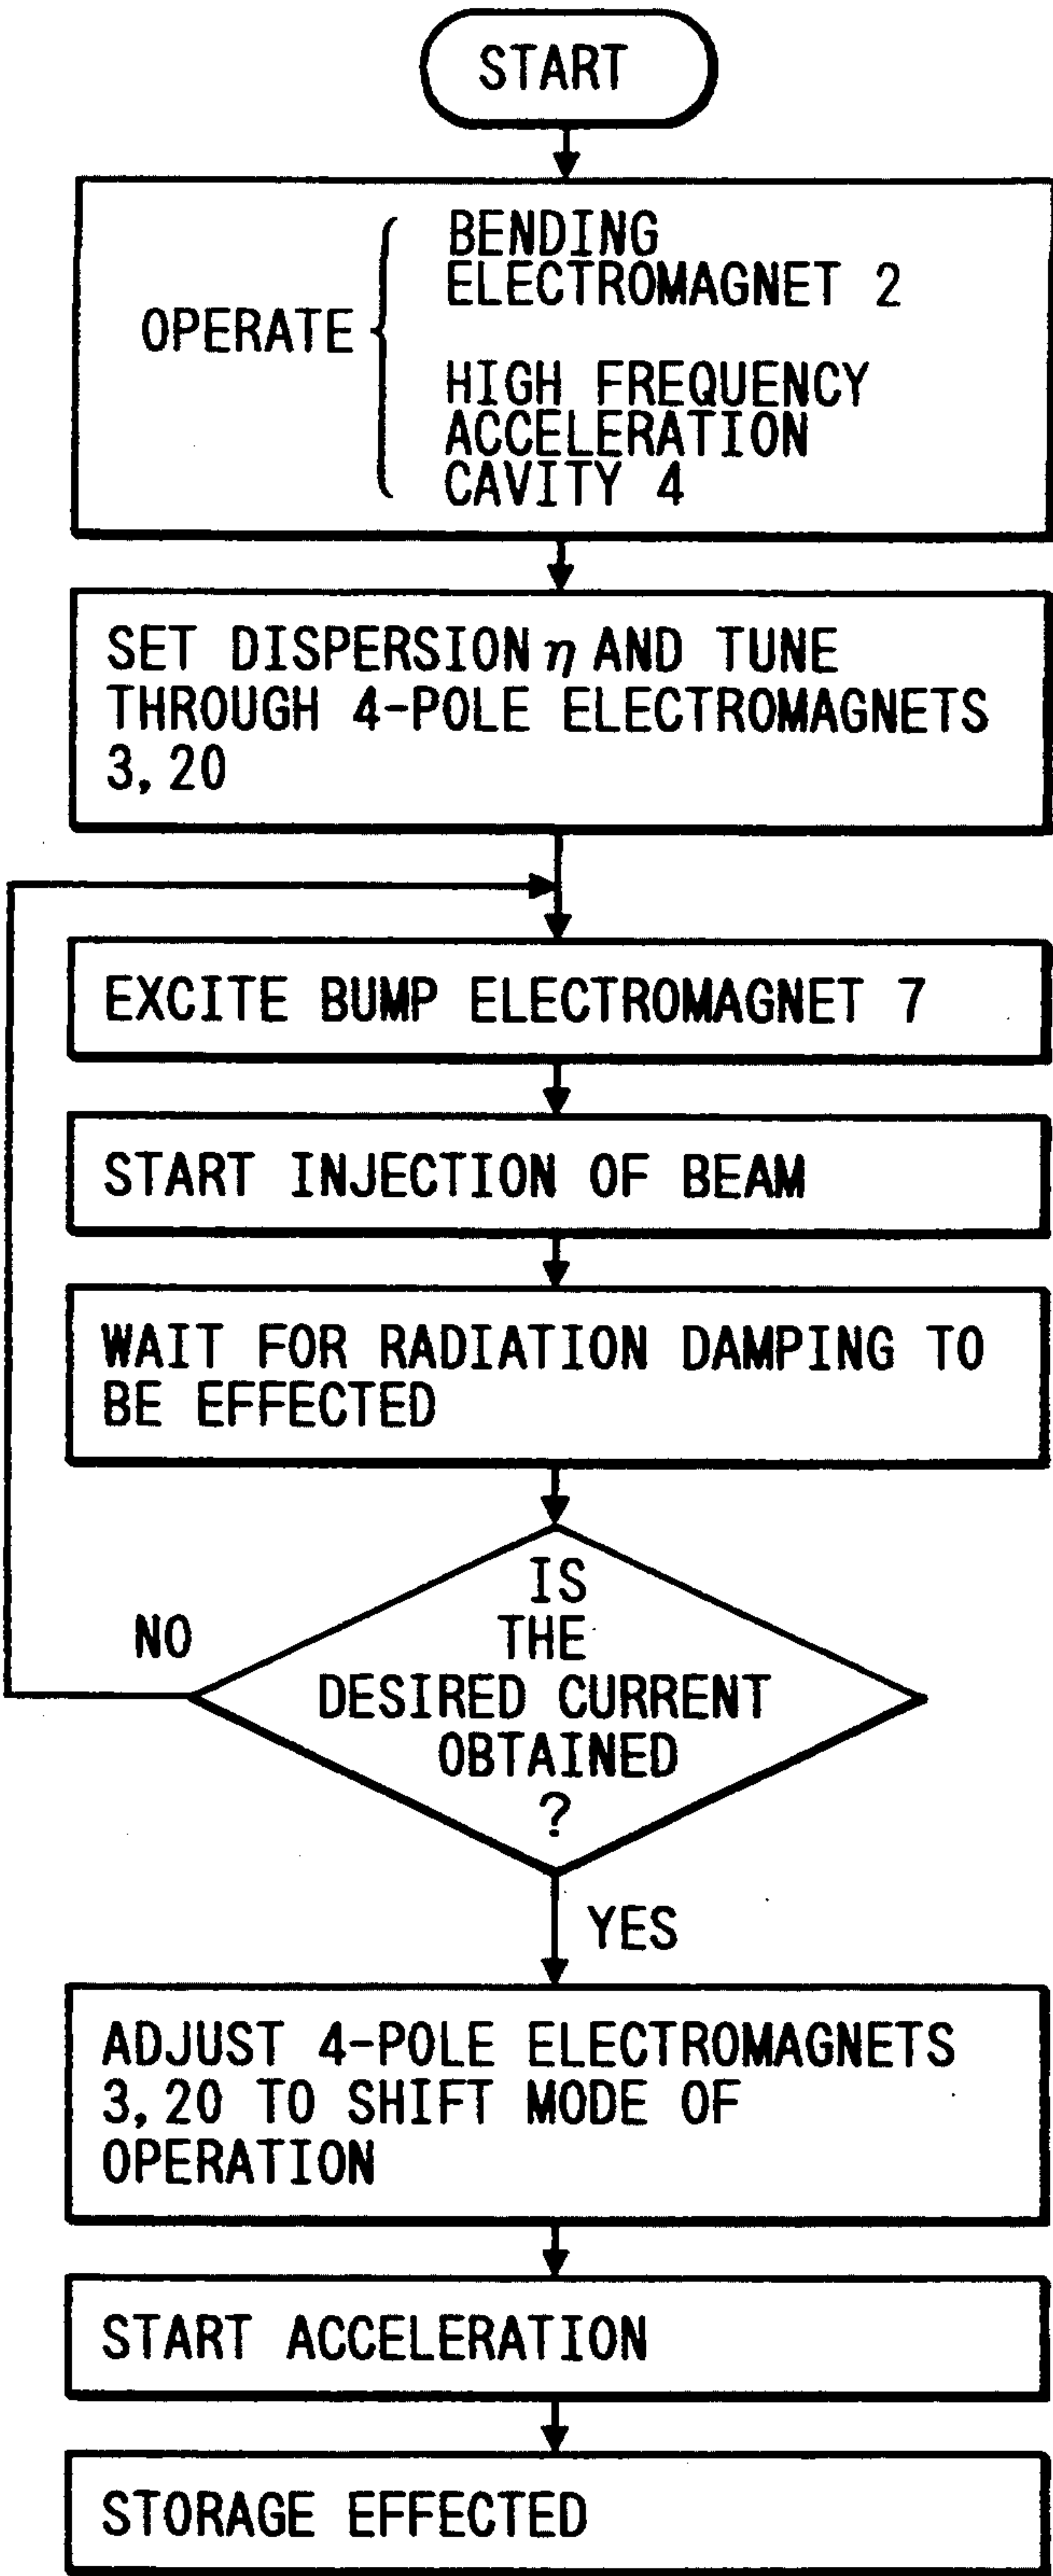 START
BENDING
ELECTROMAGNET 2
OPERATE
HIGH FREQUENCY
ACCELERATION
CAVITY 4
SET DISPERSION η AND TUNE
THROUGH 4-POLE ELECTROMAGNETS
3, 20
EXCITE BUMP ELECTROMAGNET 7
START INJECTION OF BEAM
WAIT FOR RADIATION DAMPING TO
BE EFFECTED
IS
THE
DESIRED CURRENT
OBTAINED
?
NO
YES
ADJUST 4-POLE ELECTROMAGNETS
3, 20 TO SHIFT MODE OF
OPERATION
START ACCELERATION
STORAGE EFFECTED